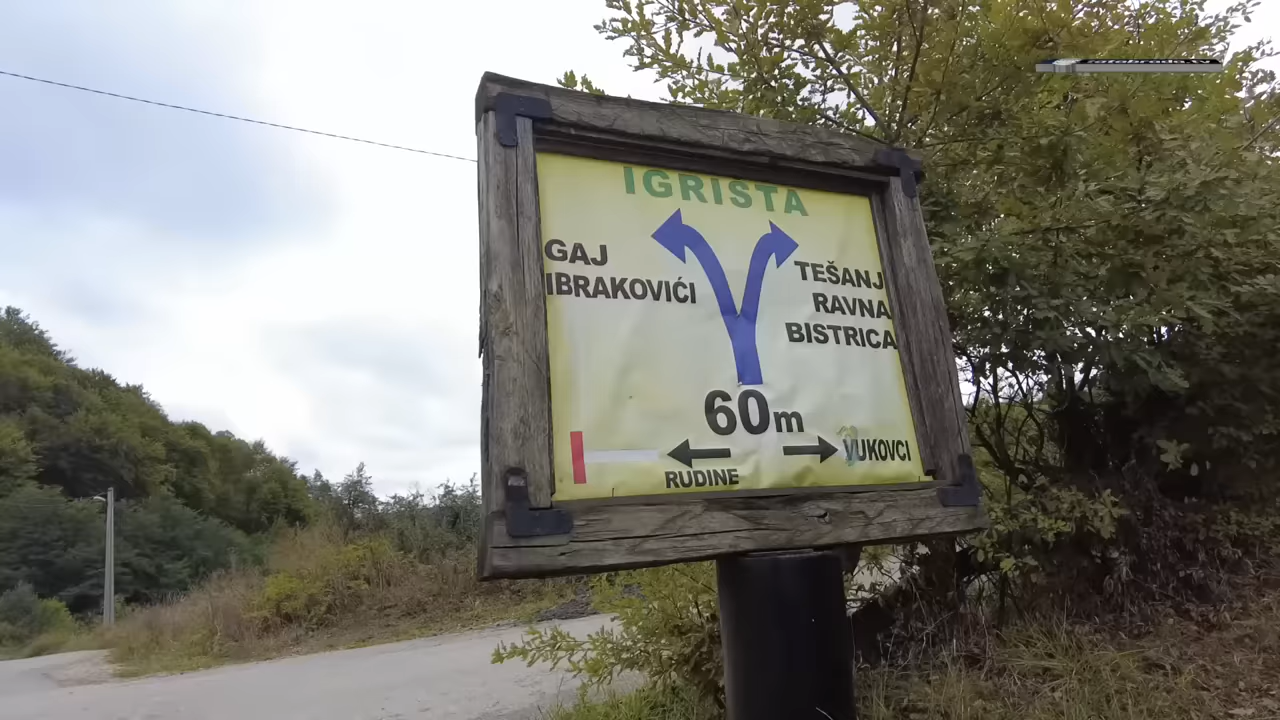 IGRIŠTA
GAJ
IBRAKOVIĆI
TEŠANJ
RAVNA
BISTRICA
60m
RUDINE
VUKOVCI